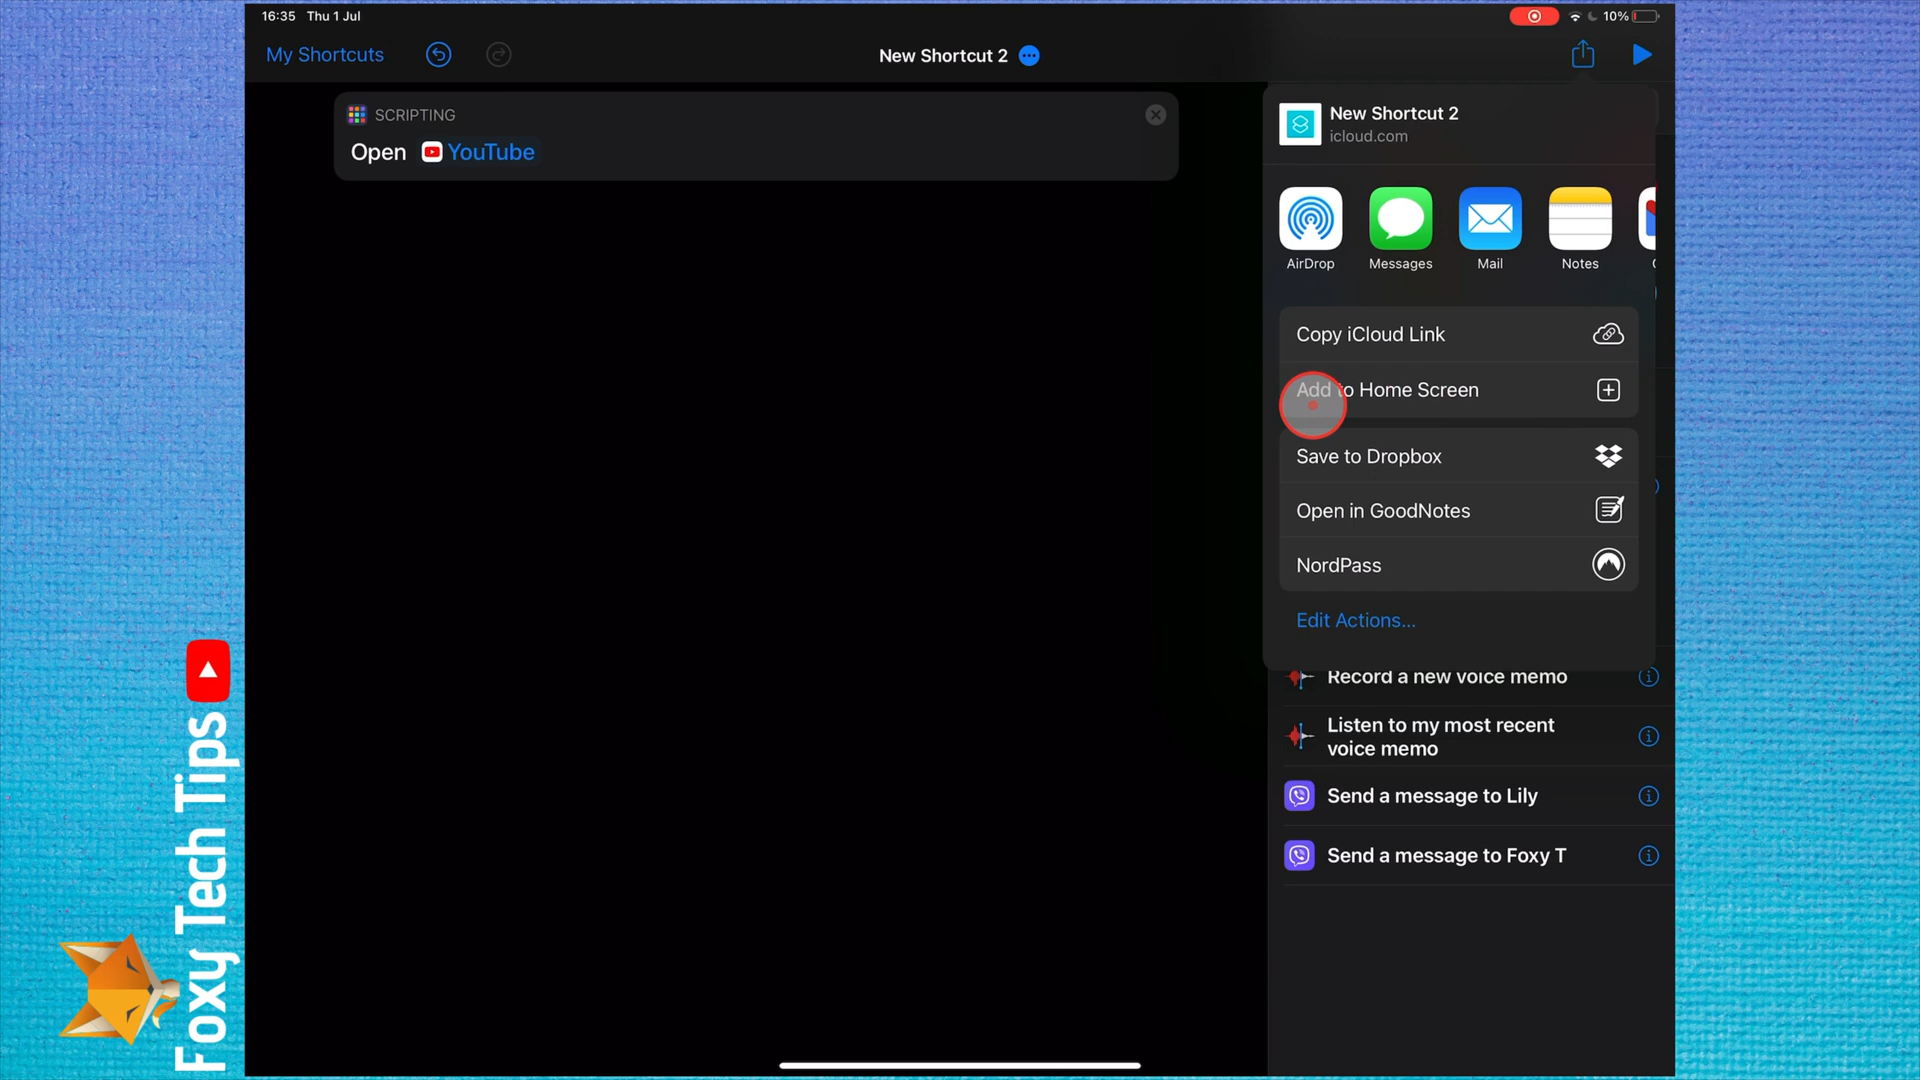 16:35 Thu 1 Jul
10%
My Shortcuts
New Shortcut 2
SCRIPTING
Open YouTube
New Shortcut 2
icloud.com
AirDrop
Messages
Mail
Notes
Copy iCloud Link
Add to Home Screen
Save to Dropbox
Open in GoodNotes
NordPass
Edit Actions...
Record a new voice memo
Listen to my most recent
voice memo
Send a message to Lily
Send a message to Foxy T
Foxy Tech Tips